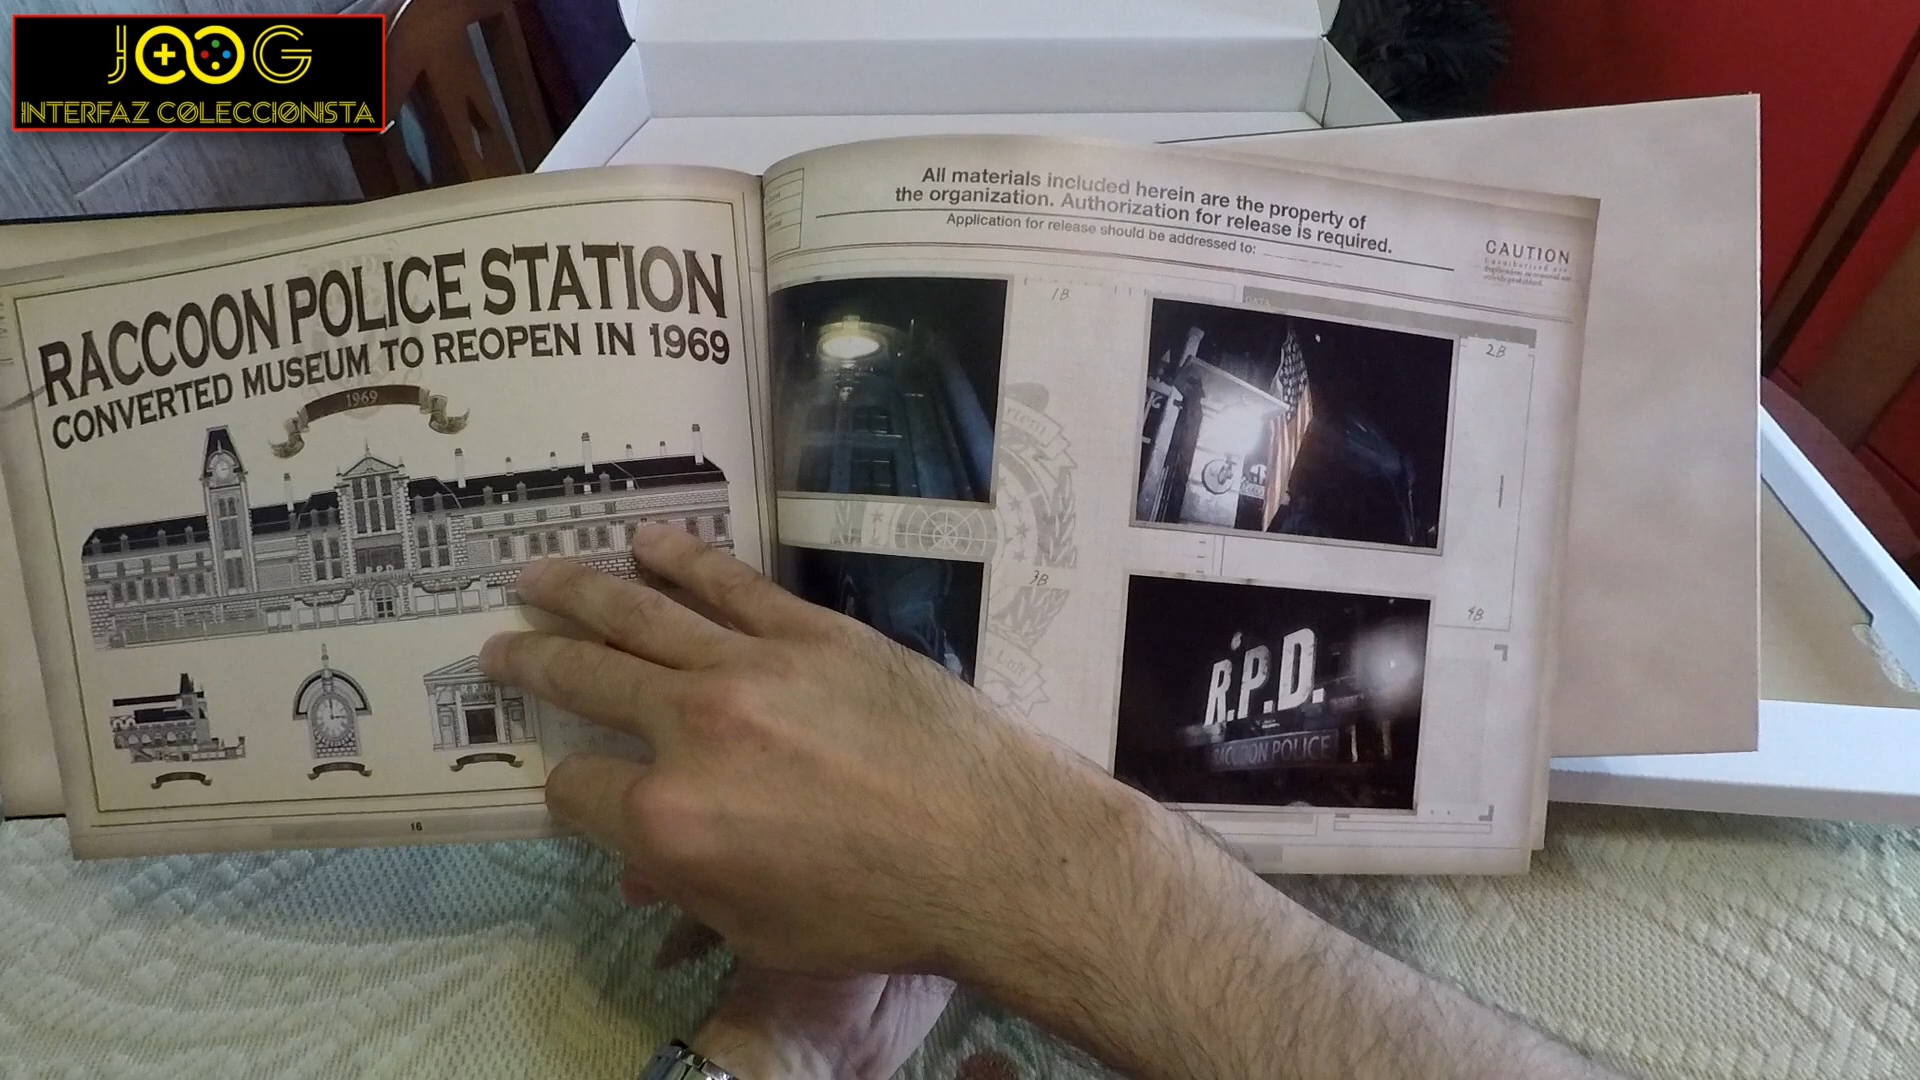 JOOG
INTERFAZ COLECCIONISTA
RACCOON POLICE STATION
CONVERTED MUSEUM TO REOPEN IN 1969
1969
R.P.D.
R.P.D.
16
All materials included herein are the property of
the organization. Authorization for release is required.
Application for release should be addressed to:
CAUTION
1B
2B
3B
4B
R.P.D.
RACCOON POLICE